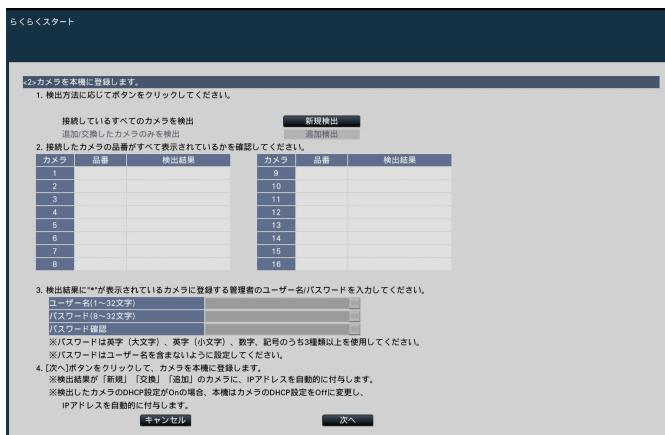 らくらくスタート
<2>カメラを本機に登録します。
1. 検出方法に応じてボタンをクリックしてください。
接続しているすべてのカメラを検出 新規検出
追加/交換したカメラのみを検出 追加検出
2. 接続したカメラの品番がすべて表示されているかを確認してください。
カメラ 品番 検出結果 カメラ 品番 検出結果
1 9
2 10
3 11
4 12
5 13
6 14
7 15
8 16
3. 検出結果に"*"が表示されているカメラに登録する管理者のユーザー名/パスワードを入力してください。
ユーザー名(1～32文字)
パスワード(8～32文字)
パスワード確認
※パスワードは英字（大文字）、英字（小文字）、数字、記号のうち3種類以上を使用してください。
※パスワードはユーザー名を含まないように設定してください。
4. [次へ]ボタンをクリックして、カメラを本機に登録します。
※検出結果が「新規」「交換」「追加」のカメラに、IPアドレスを自動的に付与します。
※検出したカメラのDHCP設定がOnの場合、本機はカメラのDHCP設定をOffに変更し、
IPアドレスを自動的に付与します。
キャンセル 次へ